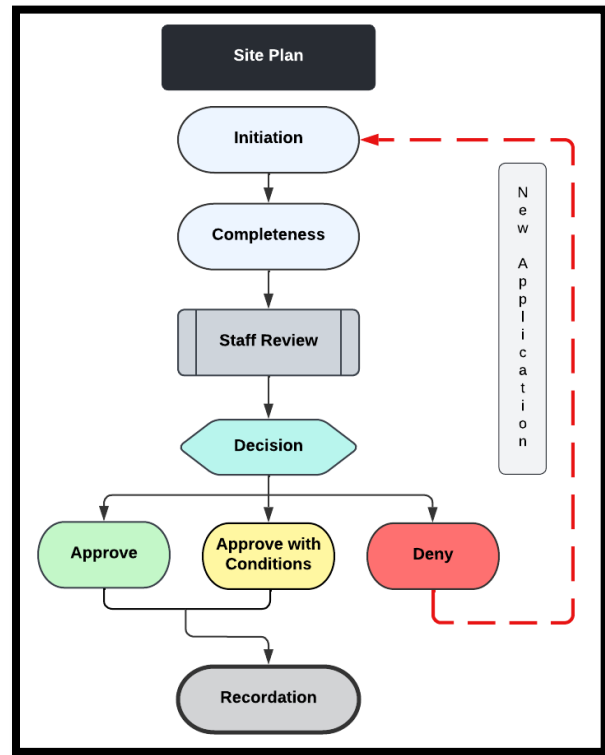 Site Plan
Initiation
Completeness
Staff Review
Decision
Approve
Approve with
Conditions
Deny
Recordation
New Application